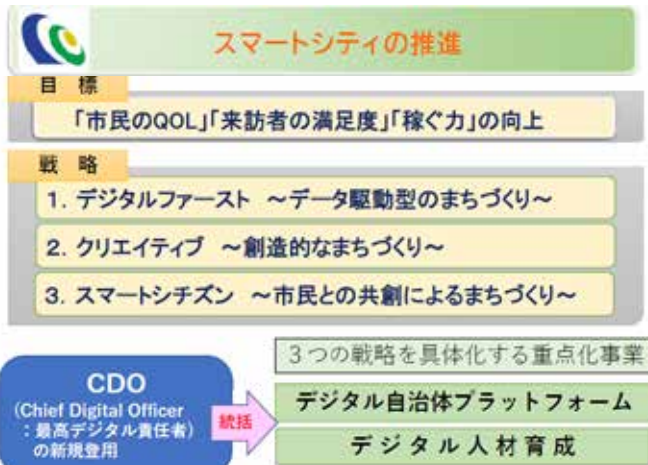 スマートシティの推進
目 標
「市民のQOL」「来訪者の満足度」「稼ぐ力」の向上
戦 略
1. デジタルファースト ～データ駆動型のまちづくり～
2. クリエイティブ ～創造的なまちづくり～
3. スマートシチズン ～市民との共創によるまちづくり～
CDO
(Chief Digital Officer
：最高デジタル責任者)
の新規登用
統括
３つの戦略を具体化する重点化事業
デジタル自治体プラットフォーム
デジタル人材育成